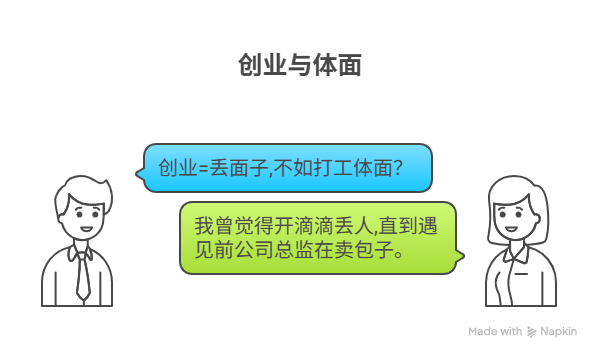 创业与体面
创业=丢面子,不如打工体面？
我曾觉得开滴滴丢人,直到遇
见前公司总监在卖包子。
Made with Napkin